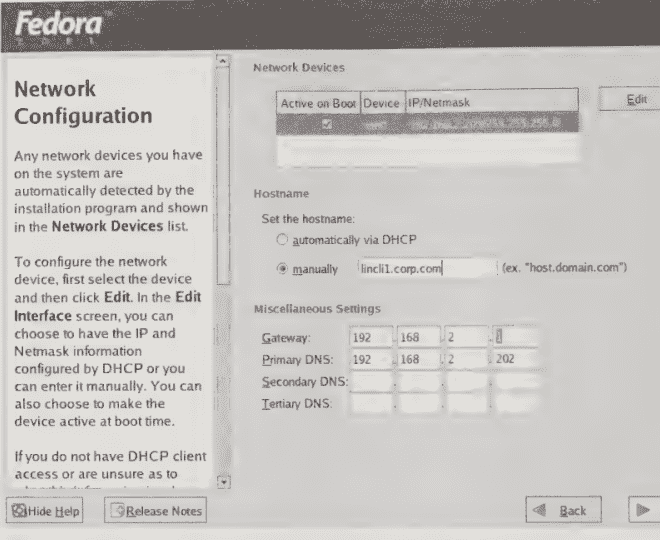 Fedora
Network
Configuration
Any network devices you have
on the system are
automatically detected by the
installation program and shown
in the Network Devices list.
To configure the network
device, first select the device
and then click Edit. In the Edit
Interface screen, you can
choose to have the IP and
Netmask information
configured by DHCP or you
can enter it manually. You can
also choose to make the
device active at boot time.
If you do not have DHCP client
access or are unsure as to
Hide Help
Release Notes
Network Devices
Active on Boot Device IP/Netmask
Edit
Hostname
Set the hostname:
automatically via DHCP
manually lincli1.corp.com (ex. "host.domain.com")
Miscellaneous Settings
Gateway: 192 . 168 . 2 .
Primary DNS: 192 . 168 . 2 . 202
Secondary DNS: . . .
Tertiary DNS: . . .
Back